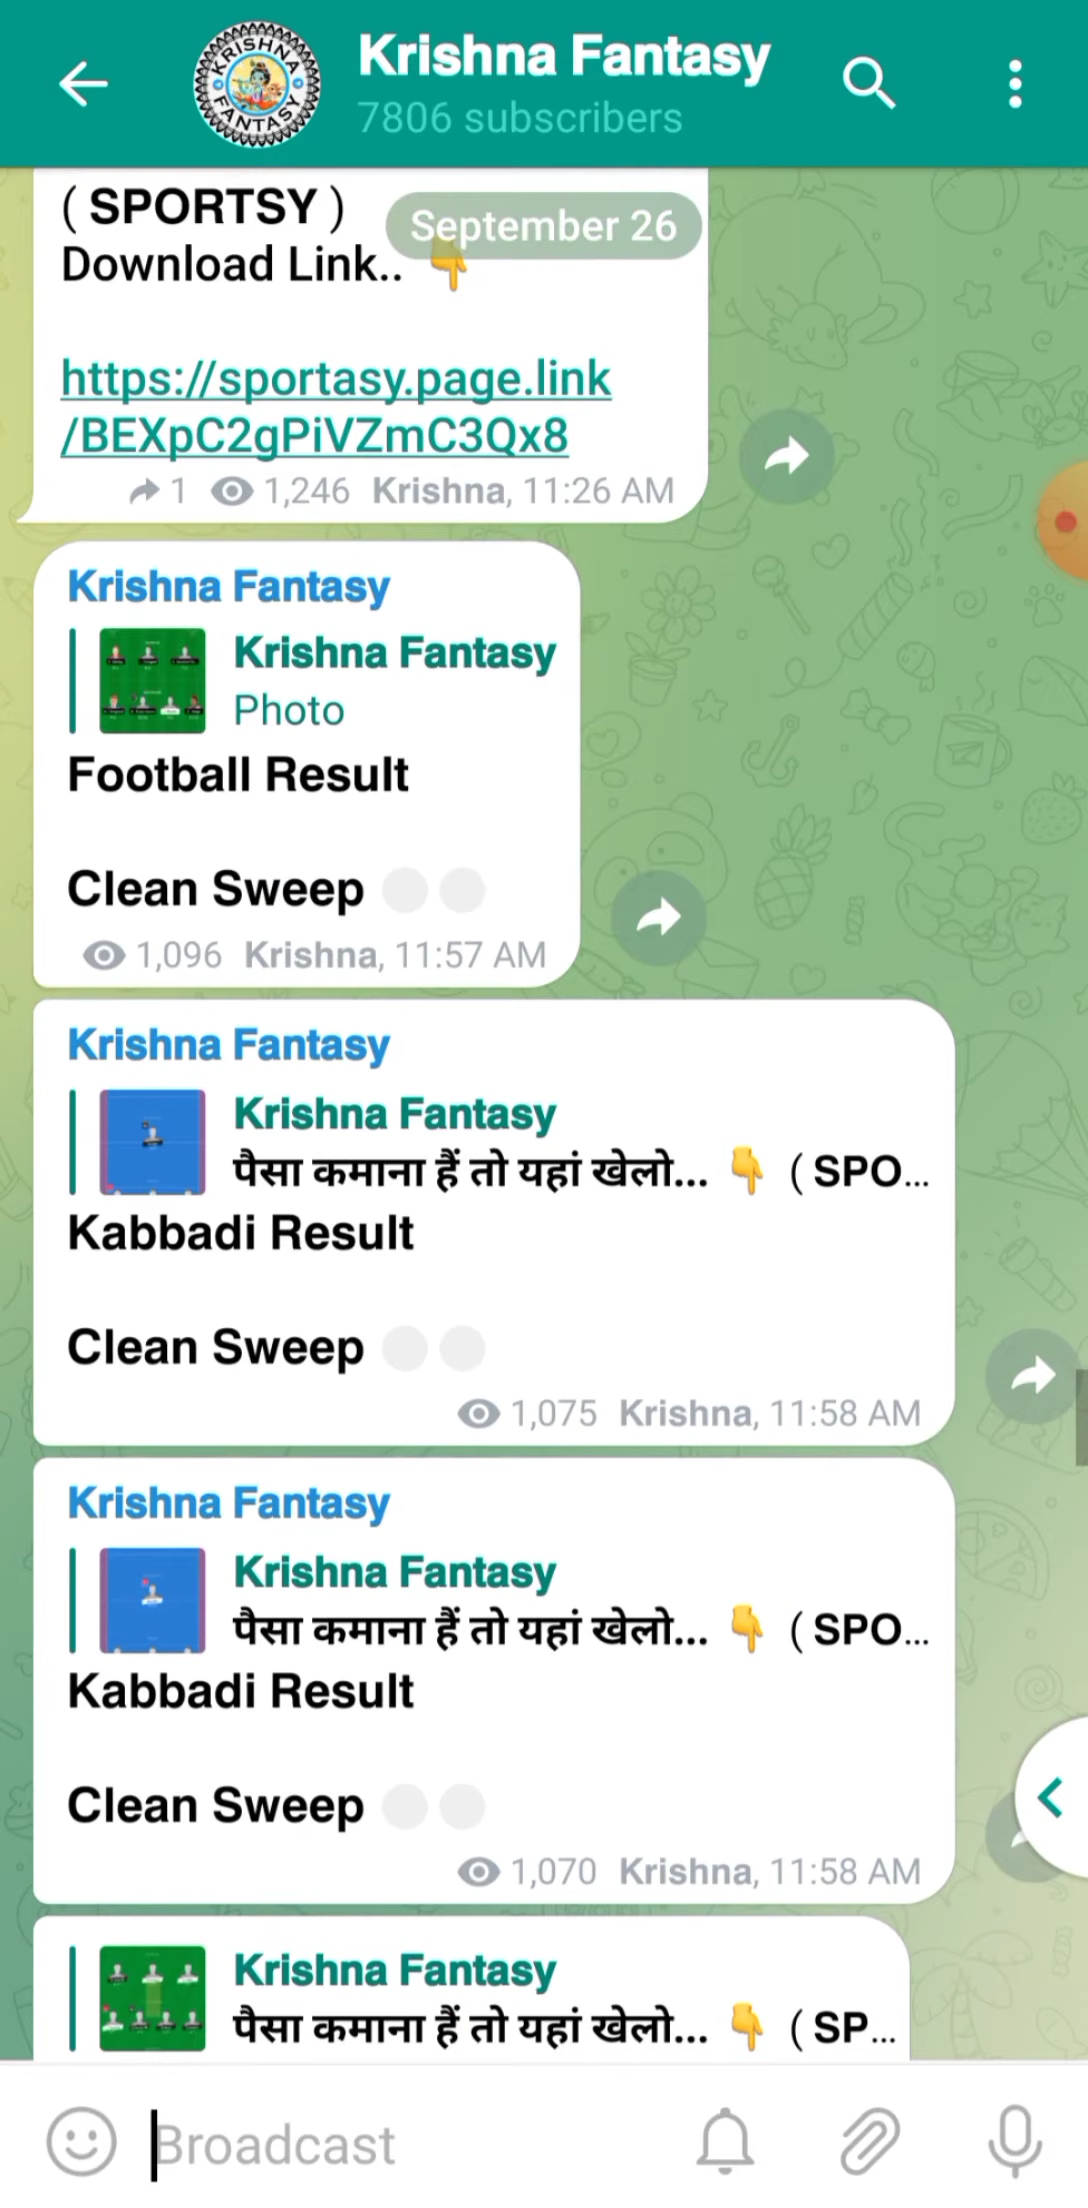 KRISHNA FANTASY
Krishna Fantasy
7806 subscribers
( SPORTSY )
September 26
Download Link.. 👇
https://sportasy.page.link
/BEXpC2gPiVZmC3Qx8
1 1,246 Krishna, 11:26 AM
Krishna Fantasy
Krishna Fantasy
Photo
Football Result
Clean Sweep
1,096 Krishna, 11:57 AM
Krishna Fantasy
Krishna Fantasy
पैसा कमाना हैं तो यहां खेलो... 👇 ( SPO...
Kabbadi Result
Clean Sweep
1,075 Krishna, 11:58 AM
Krishna Fantasy
Krishna Fantasy
पैसा कमाना हैं तो यहां खेलो... 👇 ( SPO...
Kabbadi Result
Clean Sweep
1,070 Krishna, 11:58 AM
Krishna Fantasy
पैसा कमाना हैं तो यहां खेलो... 👇 ( SP...
Broadcast